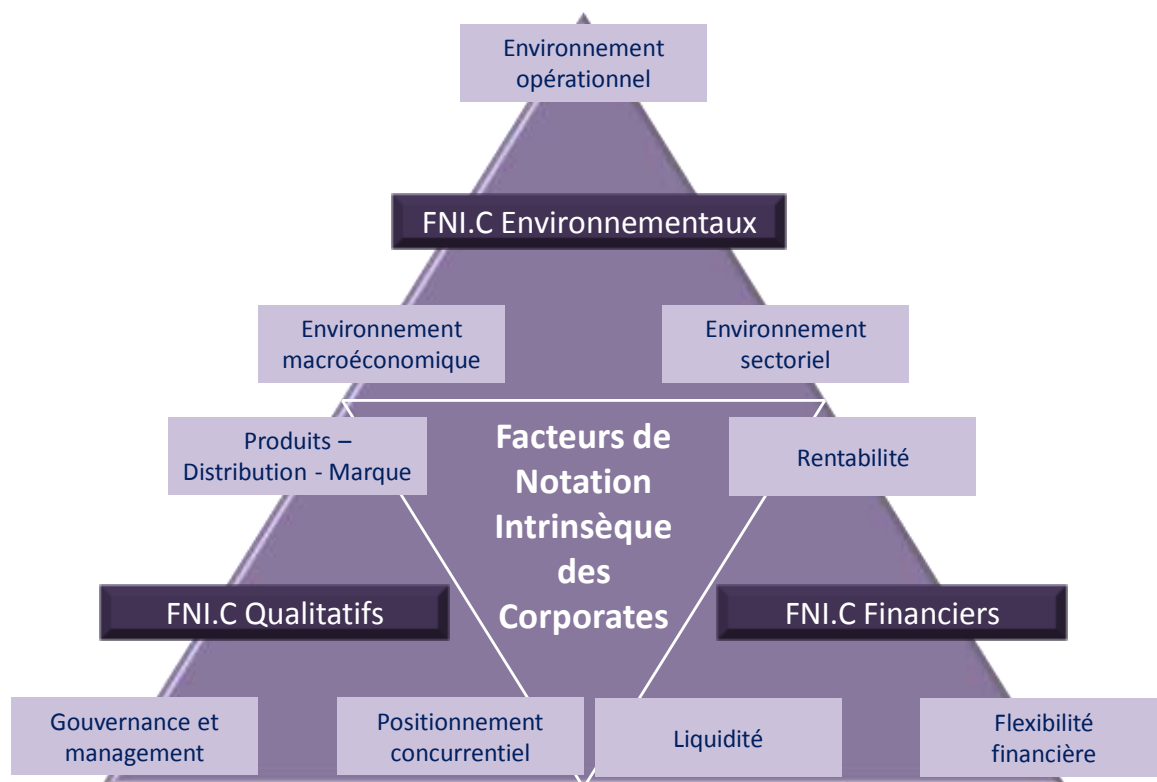 Environnement
opérationnel
FNI.C Environnementaux
Environnement
macroéconomique
Environnement
sectoriel
Produits –
Distribution - Marque
Facteurs de
Notation
Intrinsèque
des
Corporates
Rentabilité
FNI.C Qualitatifs
FNI.C Financiers
Gouvernance et
management
Positionnement
concurrentiel
Liquidité
Flexibilité
financière